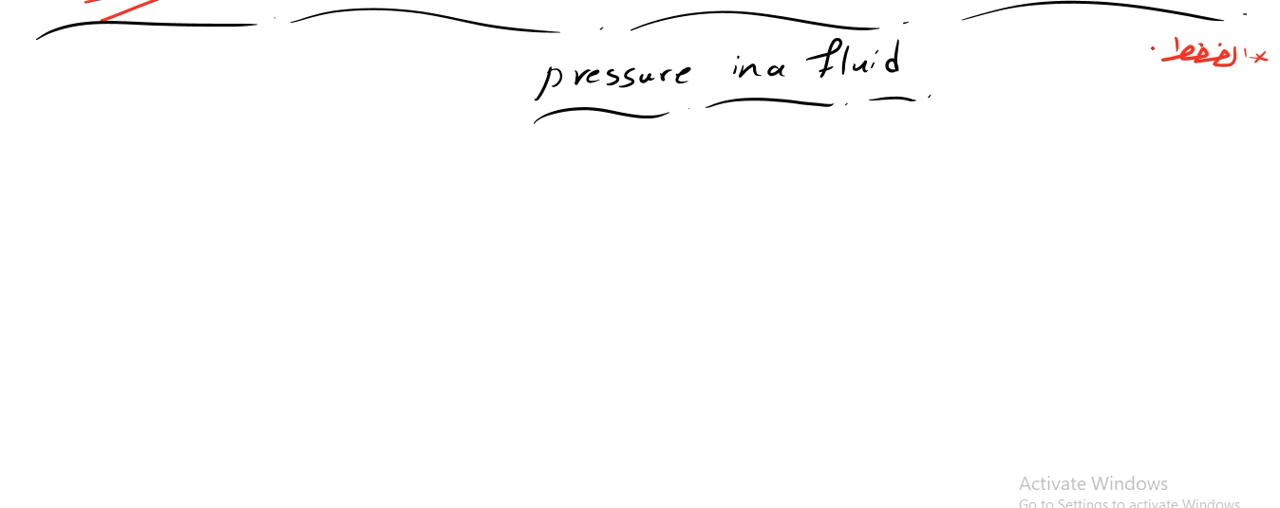 pressure in a fluid
* الضغط .
Activate Windows
Go to Settings to activate Windows